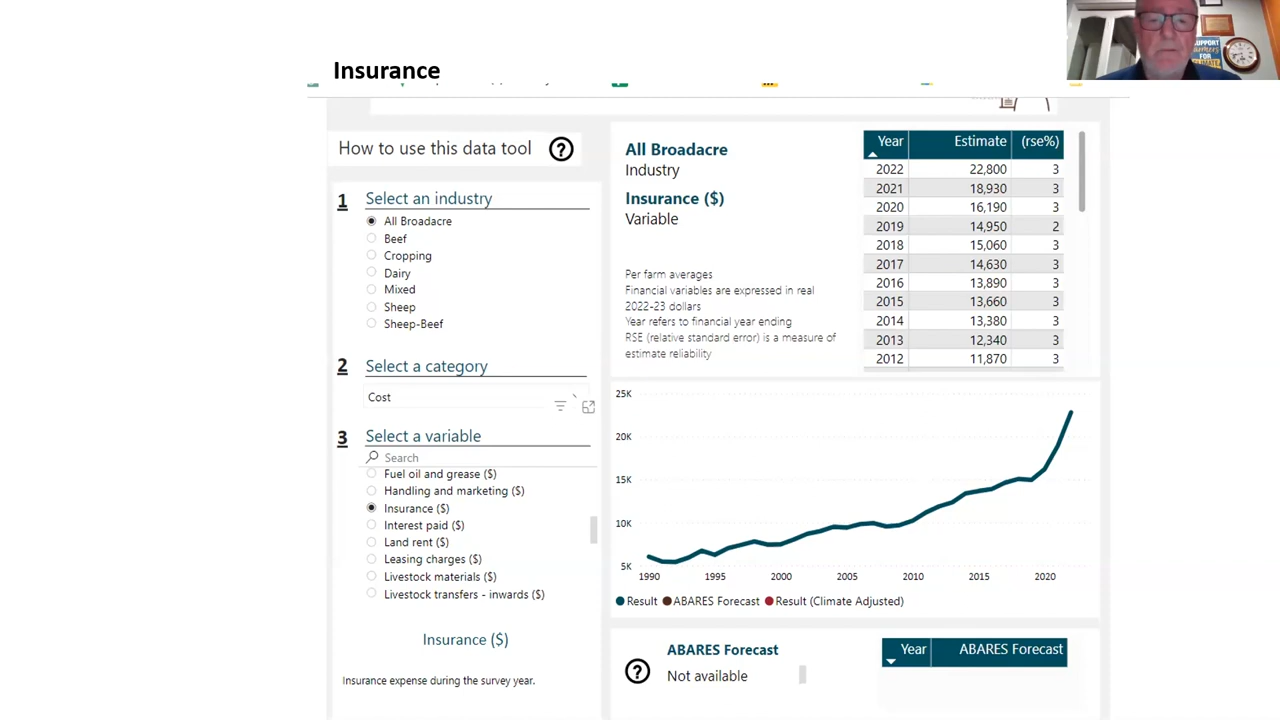 Insurance
How to use this data tool ?
1 Select an industry
All Broadacre
Beef
Cropping
Dairy
Mixed
Sheep
Sheep-Beef
2 Select a category
Cost
3 Select a variable
Search
Fuel oil and grease ($)
Handling and marketing ($)
Insurance ($)
Interest paid ($)
Land rent ($)
Leasing charges ($)
Livestock materials ($)
Livestock transfers - inwards ($)
Insurance ($)
Insurance expense during the survey year.
All Broadacre
Industry
Insurance ($)
Variable
Per farm averages
Financial variables are expressed in real
2022-23 dollars
Year refers to financial year ending
RSE (relative standard error) is a measure of
estimate reliability
Year Estimate (rse%)
2022 22,800 3
2021 18,930 3
2020 16,190 3
2019 14,950 2
2018 15,060 3
2017 14,630 3
2016 13,890 3
2015 13,660 3
2014 13,380 3
2013 12,340 3
2012 11,870 3
25K
20K
15K
10K
5K
1990 1995 2000 2005 2010 2015 2020
Result ABARES Forecast Result (Climate Adjusted)
? ABARES Forecast
Not available
Year ABARES Forecast
SUPPORT
farmers
FOR
CLIMATE